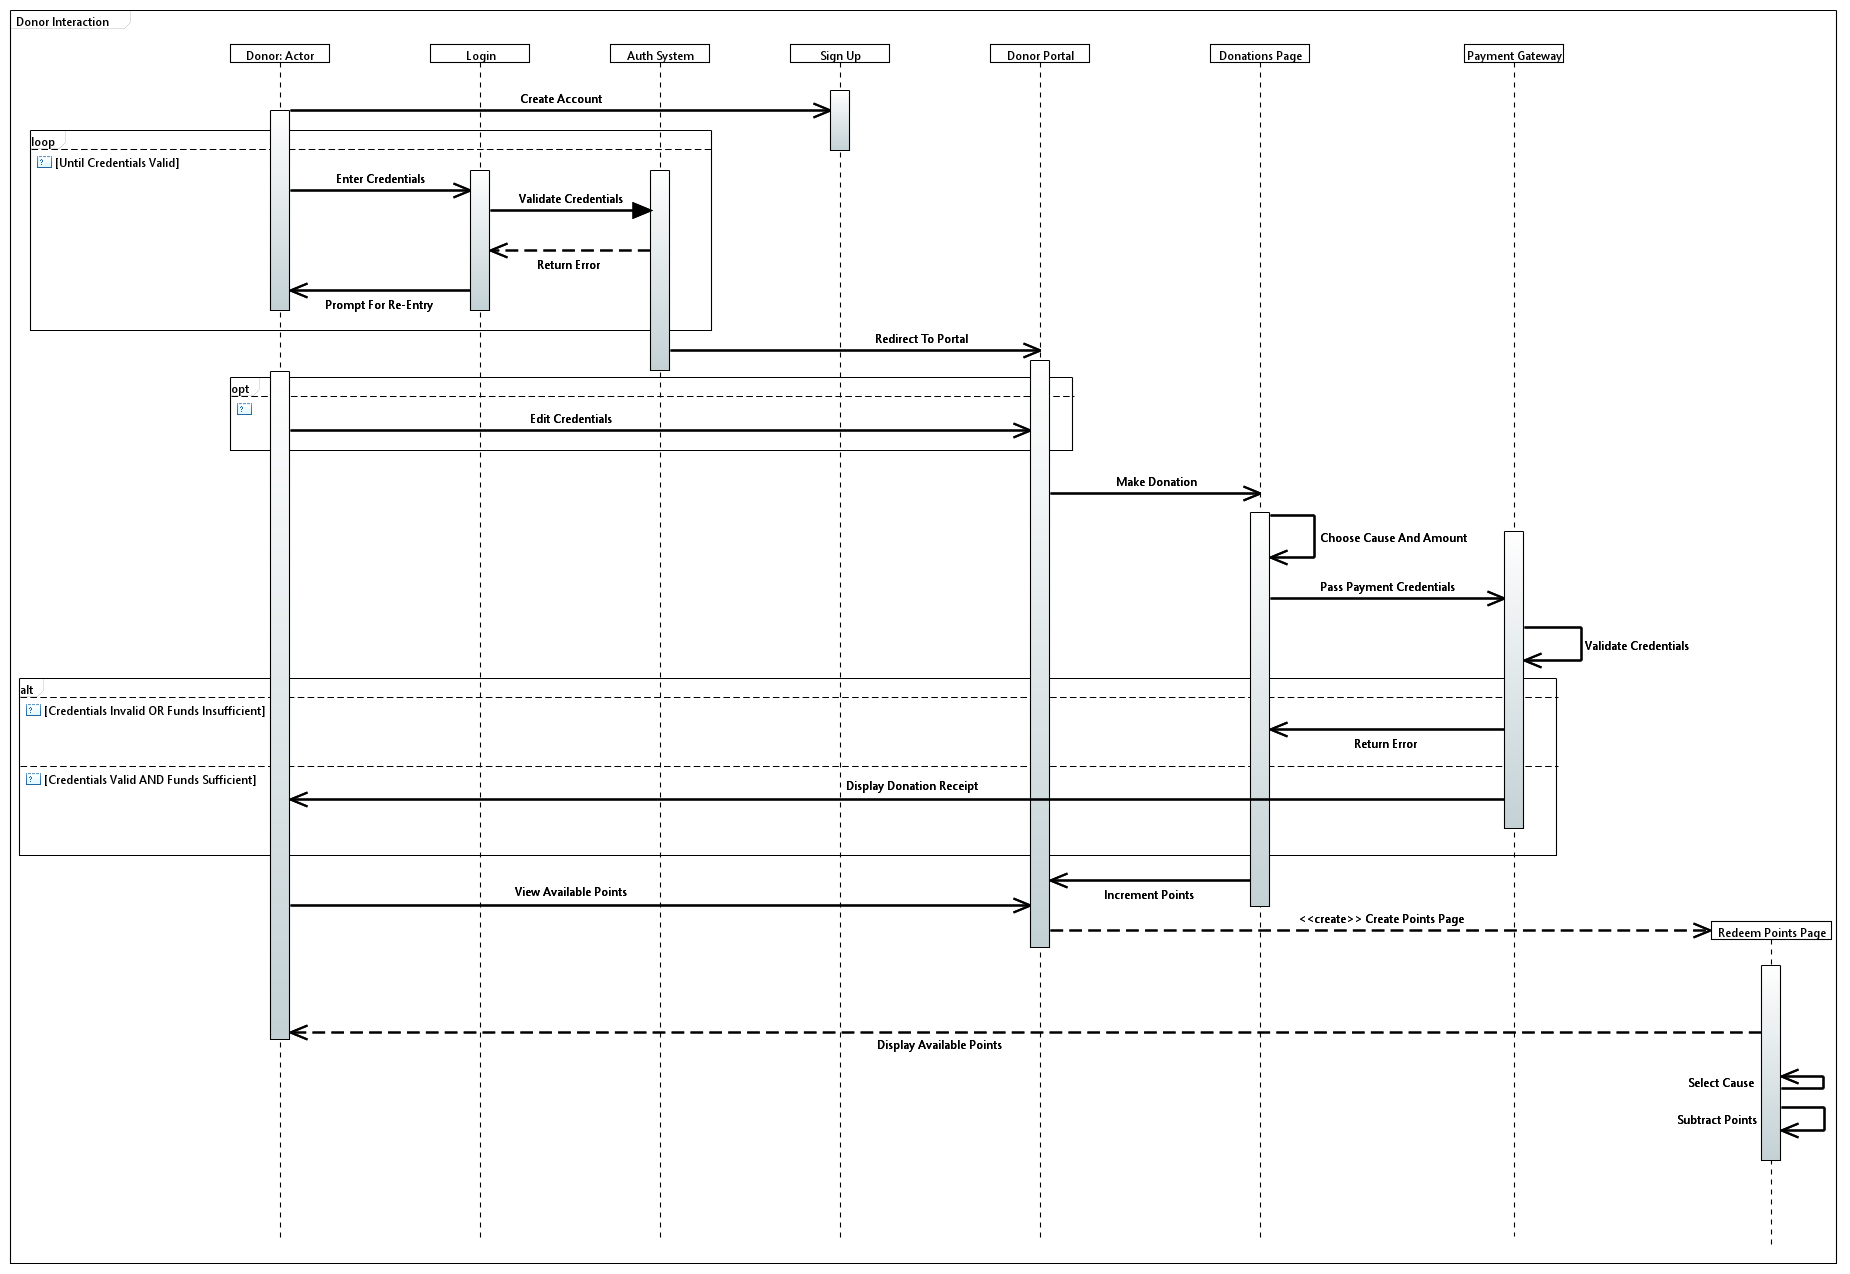 Donor Interaction
Donor: Actor
Login
Auth System
Sign Up
Donor Portal
Donations Page
Payment Gateway
Create Account
loop
[Until Credentials Valid]
Enter Credentials
Validate Credentials
Return Error
Prompt For Re-Entry
Redirect To Portal
opt
Edit Credentials
Make Donation
Choose Cause And Amount
Pass Payment Credentials
Validate Credentials
alt
[Credentials Invalid OR Funds Insufficient]
Return Error
[Credentials Valid AND Funds Sufficient]
Display Donation Receipt
View Available Points
Increment Points
<<create>> Create Points Page
Redeem Points Page
Display Available Points
Select Cause
Subtract Points